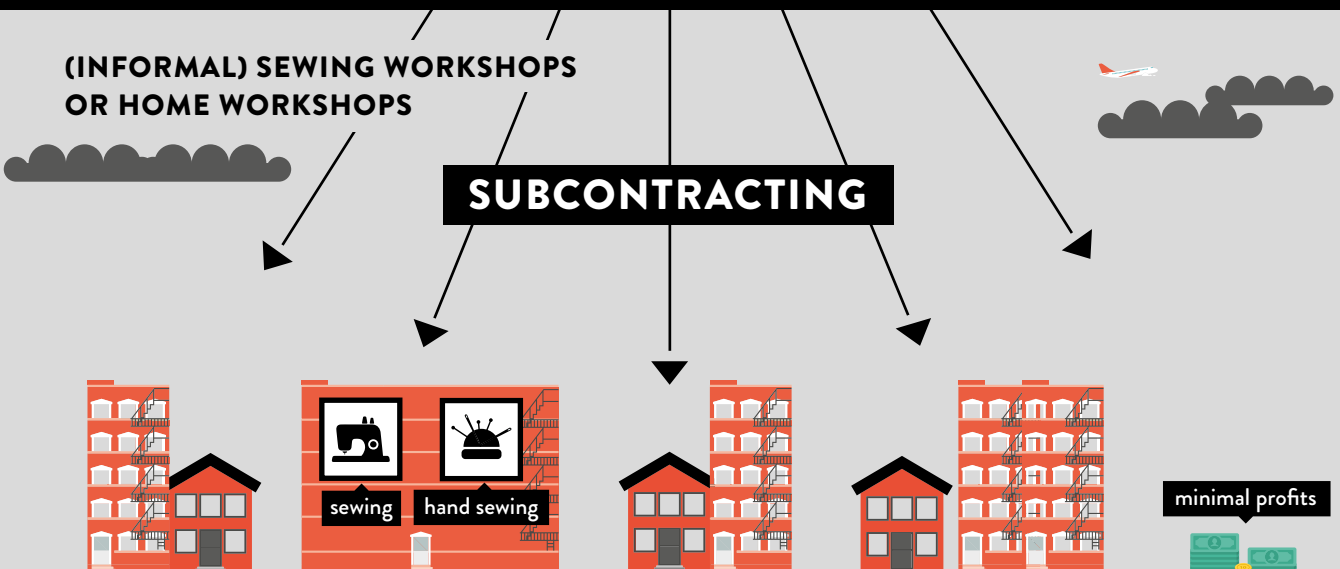 (INFORMAL) SEWING WORKSHOPS
OR HOME WORKSHOPS
SUBCONTRACTING
sewing
hand sewing
minimal profits